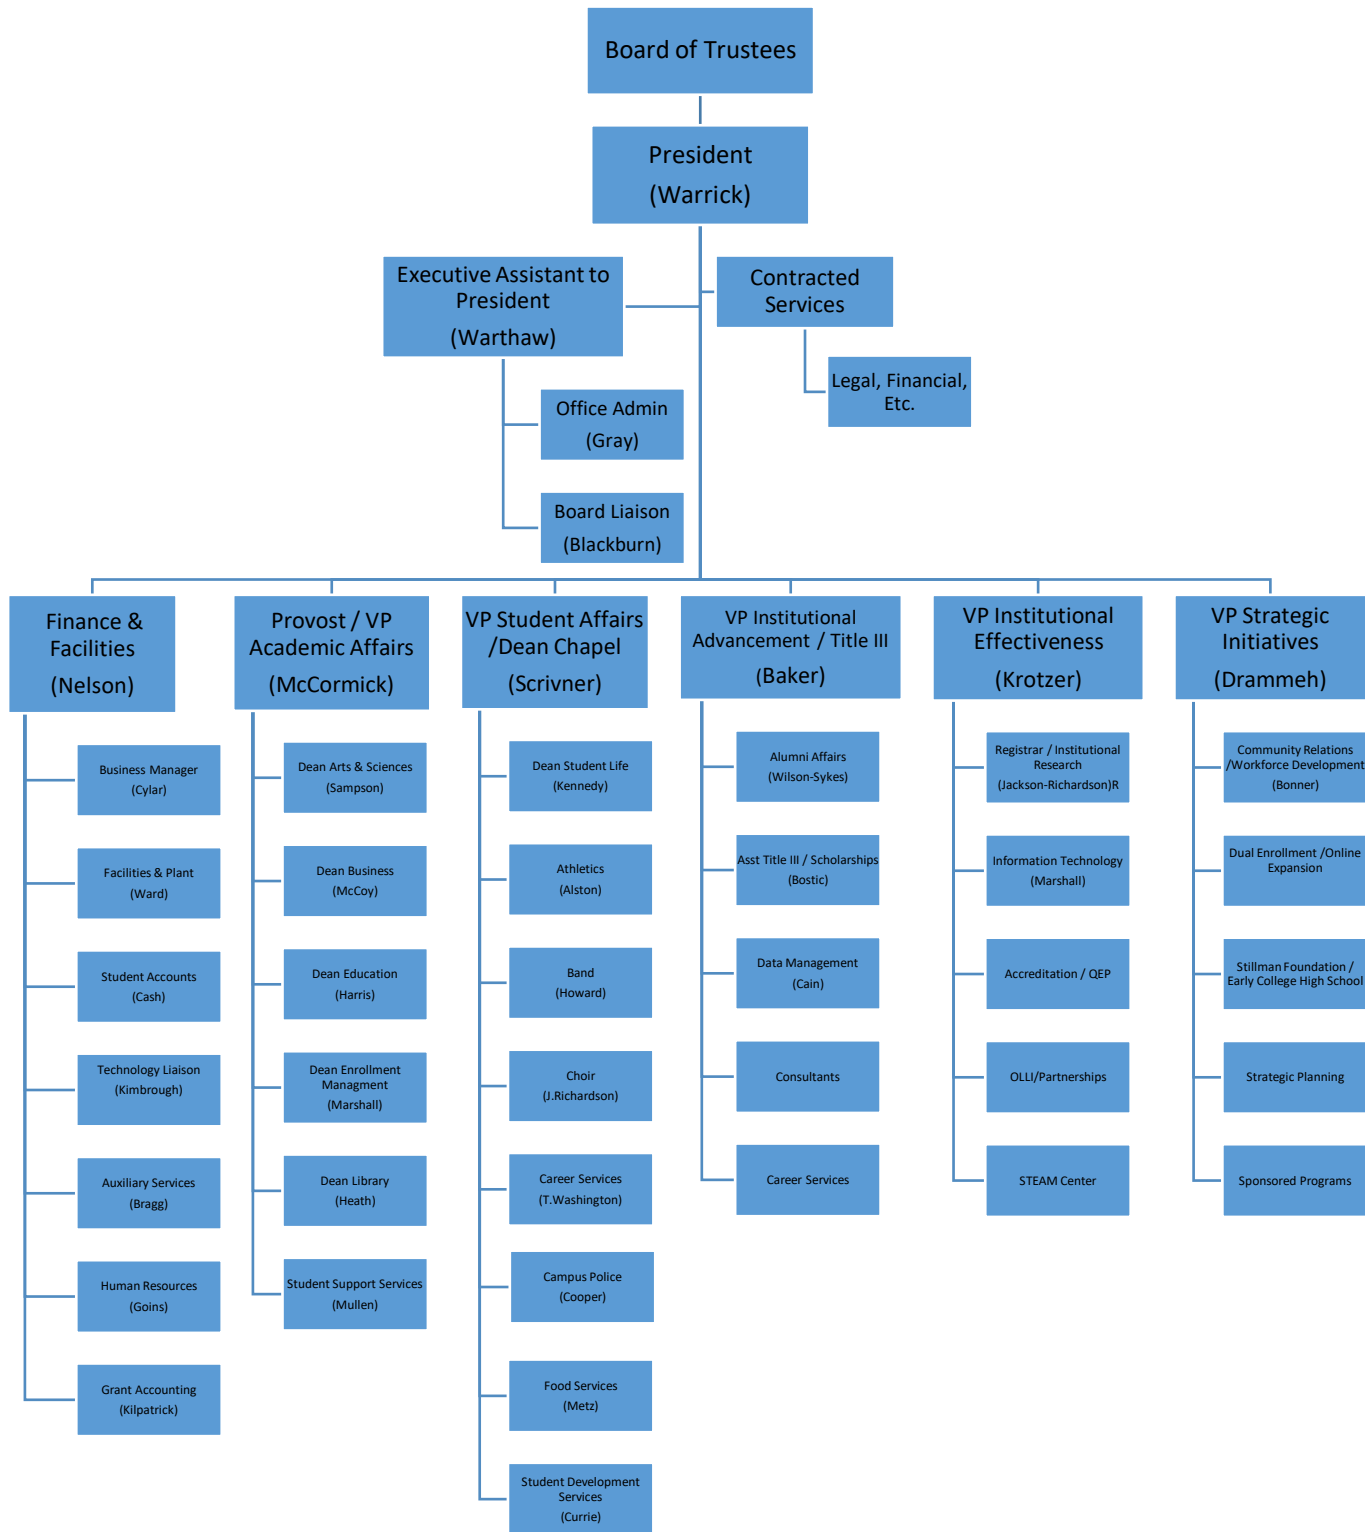 Board of Trustees
President
(Warrick)
Executive Assistant to
President
(Warthaw)
Contracted
Services
Legal, Financial,
Etc.
Office Admin
(Gray)
Board Liaison
(Blackburn)
Finance &
Facilities
(Nelson)
Business Manager
(Cylar)
Facilities & Plant
(Ward)
Student Accounts
(Cash)
Technology Liaison
(Kimbrough)
Auxiliary Services
(Bragg)
Human Resources
(Goins)
Grant Accounting
(Kilpatrick)
Provost / VP
Academic Affairs
(McCormick)
Dean Arts & Sciences
(Sampson)
Dean Business
(McCoy)
Dean Education
(Harris)
Dean Enrollment
Managment
(Marshall)
Dean Library
(Heath)
Student Support Services
(Mullen)
VP Student Affairs
/Dean Chapel
(Scrivner)
Dean Student Life
(Kennedy)
Athletics
(Alston)
Band
(Howard)
Choir
(J.Richardson)
Career Services
(T.Washington)
Campus Police
(Cooper)
Food Services
(Metz)
Student Development
Services
(Currie)
VP Institutional
Advancement / Title III
(Baker)
Alumni Affairs
(Wilson-Sykes)
Asst Title III / Scholarships
(Bostic)
Data Management
(Cain)
Consultants
Career Services
VP Institutional
Effectiveness
(Krotzer)
Registrar / Institutional
Research
(Jackson-Richardson)R
Information Technology
(Marshall)
Accreditation / QEP
OLLI/Partnerships
STEAM Center
VP Strategic
Initiatives
(Drammeh)
Community Relations
/Workforce Development
(Bonner)
Dual Enrollment /Online
Expansion
Stillman Foundation /
Early College High School
Strategic Planning
Sponsored Programs